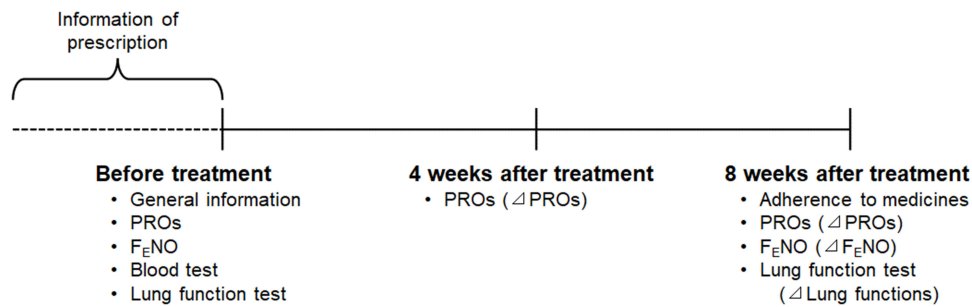 Information of
prescription
Before treatment
• General information
• PROs
• FENO
• Blood test
• Lung function test
4 weeks after treatment
• PROs (⊿PROs)
8 weeks after treatment
• Adherence to medicines
• PROs (⊿PROs)
• FENO (⊿FENO)
• Lung function test
(⊿Lung functions)